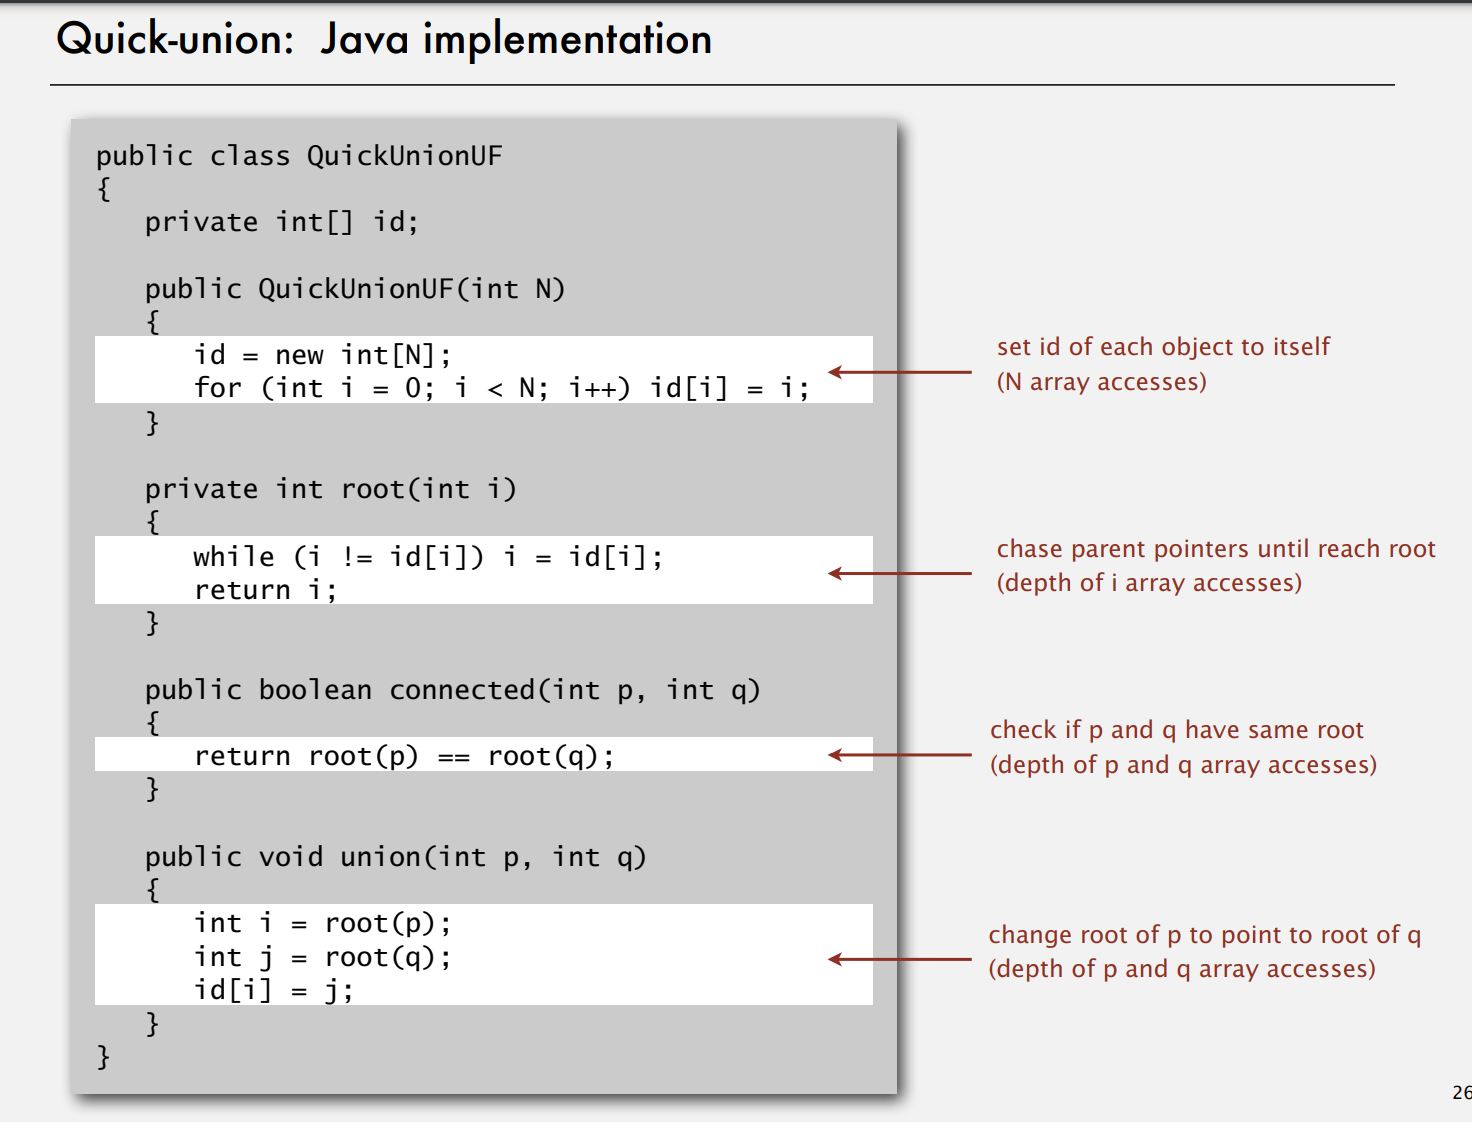 Quick-union: Java implementation
public class QuickUnionUF
{
private int[] id;
public QuickUnionUF(int N)
{
id = new int[N];
for (int i = 0; i < N; i++) id[i] = i;
}
set id of each object to itself
(N array accesses)
private int root(int i)
{
while (i != id[i]) i = id[i];
return i;
}
chase parent pointers until reach root
(depth of i array accesses)
public boolean connected(int p, int q)
{
return root(p) == root(q);
}
check if p and q have same root
(depth of p and q array accesses)
public void union(int p, int q)
{
int i = root(p);
int j = root(q);
id[i] = j;
}
}
change root of p to point to root of q
(depth of p and q array accesses)
26